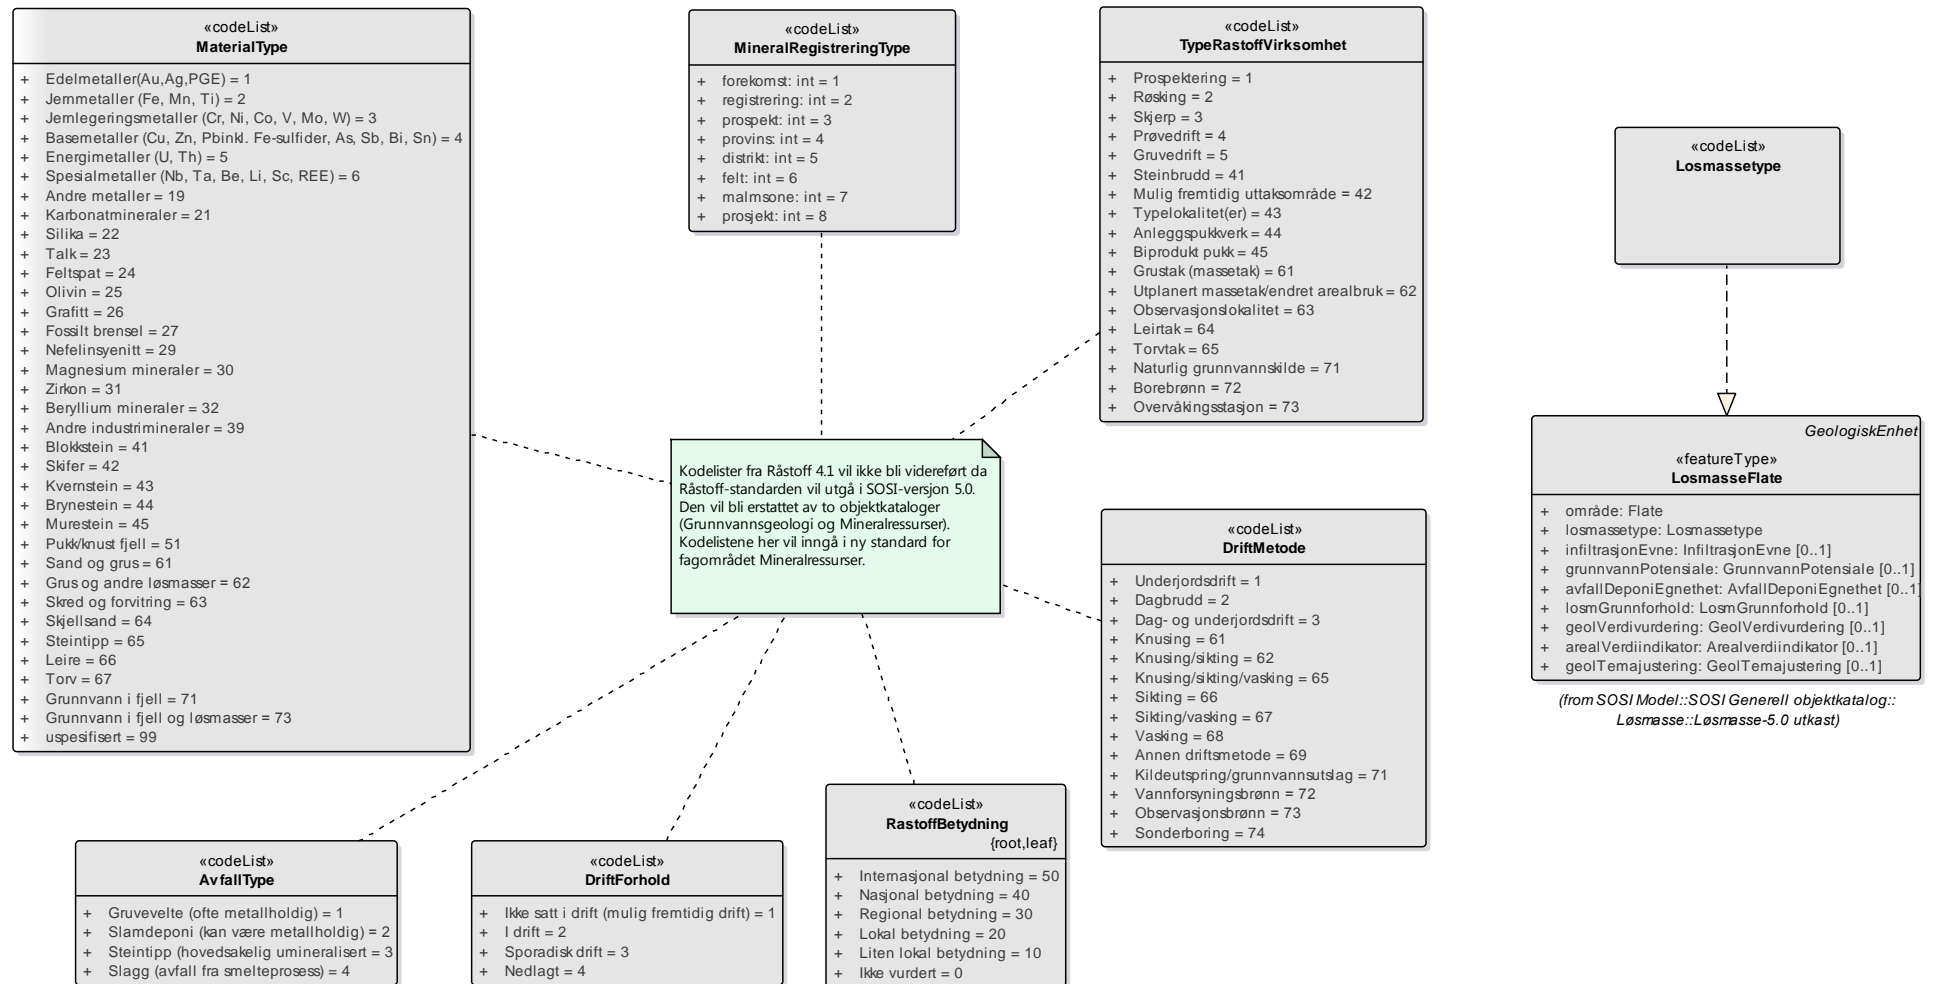 «codeList»
MaterialType
+ Edelmetaller(Au,Ag,PGE) = 1
+ Jernmetaller (Fe, Mn, Ti) = 2
+ Jernlegeringsmetaller (Cr, Ni, Co, V, Mo, W) = 3
+ Basemetaller (Cu, Zn, Pbinkl. Fe-sulfider, As, Sb, Bi, Sn) = 4
+ Energimetaller (U, Th) = 5
+ Spesialmetaller (Nb, Ta, Be, Li, Sc, REE) = 6
+ Andre metaller = 19
+ Karbonatmineraler = 21
+ Silika = 22
+ Talk = 23
+ Feltspat = 24
+ Olivin = 25
+ Grafitt = 26
+ Fossilt brensel = 27
+ Nefelinsyenitt = 29
+ Magnesium mineraler = 30
+ Zirkon = 31
+ Beryllium mineraler = 32
+ Andre industrimineraler = 39
+ Blokkstein = 41
+ Skifer = 42
+ Kvernstein = 43
+ Brynestein = 44
+ Murestein = 45
+ Pukk/knust fjell = 51
+ Sand og grus = 61
+ Grus og andre løsmasser = 62
+ Skred og forvitring = 63
+ Skjellsand = 64
+ Steintipp = 65
+ Leire = 66
+ Torv = 67
+ Grunnvann i fjell = 71
+ Grunnvann i fjell og løsmasser = 73
+ uspesifisert = 99
«codeList»
MineralRegistreringType
+ forekomst: int = 1
+ registrering: int = 2
+ prospekt: int = 3
+ provins: int = 4
+ distrikt: int = 5
+ felt: int = 6
+ malmsone: int = 7
+ prosjekt: int = 8
«codeList»
TypeRastoffVirksomhet
+ Prospektering = 1
+ Røsking = 2
+ Skjerp = 3
+ Prøvedrift = 4
+ Gruvedrift = 5
+ Steinbrudd = 41
+ Mulig fremtidig uttaksområde = 42
+ Typelokalitet(er) = 43
+ Anleggspukkverk = 44
+ Biprodukt pukk = 45
+ Grustak (massetak) = 61
+ Utplanert massetak/endret arealbruk = 62
+ Observasjonslokalitet = 63
+ Leirtak = 64
+ Torvtak = 65
+ Naturlig grunnvannskilde = 71
+ Borebrønn = 72
+ Overvåkingsstasjon = 73
«codeList»
Losmassetype
GeologiskEnhet
«featureType»
LosmasseFlate
+ område: Flate
+ losmassetype: Losmassetype
+ infiltrasjonEvne: InfiltrasjonEvne [0..1]
+ grunnvannPotensiale: GrunnvannPotensiale [0..1]
+ avfallDeponiEgnethet: AvfallDeponiEgnethet [0..1]
+ losmGrunnforhold: LosmGrunnforhold [0..1]
+ geolVerdivurdering: GeolVerdivurdering [0..1]
+ arealVerdiindikator: Arealverdiindikator [0..1]
+ geolTemajustering: GeolTemajustering [0..1]
(from SOSI Model::SOSI Generell objektkatalog::
Løsmasse::Løsmasse-5.0 utkast)
Kodelister fra Råstoff 4.1 vil ikke bli videreført da
Råstoff-standarden vil utgå i SOSI-versjon 5.0.
Den vil bli erstattet av to objektkataloger
(Grunnvannsgeologi og Mineralressurser).
Kodelistene her vil inngå i ny standard for
fagområdet Mineralressurser.
«codeList»
DriftMetode
+ Underjordsdrift = 1
+ Dagbrudd = 2
+ Dag- og underjordsdrift = 3
+ Knusing = 61
+ Knusing/sikting = 62
+ Knusing/sikting/vasking = 65
+ Sikting = 66
+ Sikting/vasking = 67
+ Vasking = 68
+ Annen driftsmetode = 69
+ Kildeutspring/grunnvannsutslag = 71
+ Vannforsyningsbrønn = 72
+ Observasjonsbrønn = 73
+ Sonderboring = 74
«codeList»
AvfallType
+ Gruvevelte (ofte metallholdig) = 1
+ Slamdeponi (kan være metallholdig) = 2
+ Steintipp (hovedsakelig umineralisert = 3
+ Slagg (avfall fra smelteprosess) = 4
«codeList»
DriftForhold
+ Ikke satt i drift (mulig fremtidig drift) = 1
+ I drift = 2
+ Sporadisk drift = 3
+ Nedlagt = 4
«codeList»
RastoffBetydning
{root,leaf}
+ Internasjonal betydning = 50
+ Nasjonal betydning = 40
+ Regional betydning = 30
+ Lokal betydning = 20
+ Liten lokal betydning = 10
+ Ikke vurdert = 0